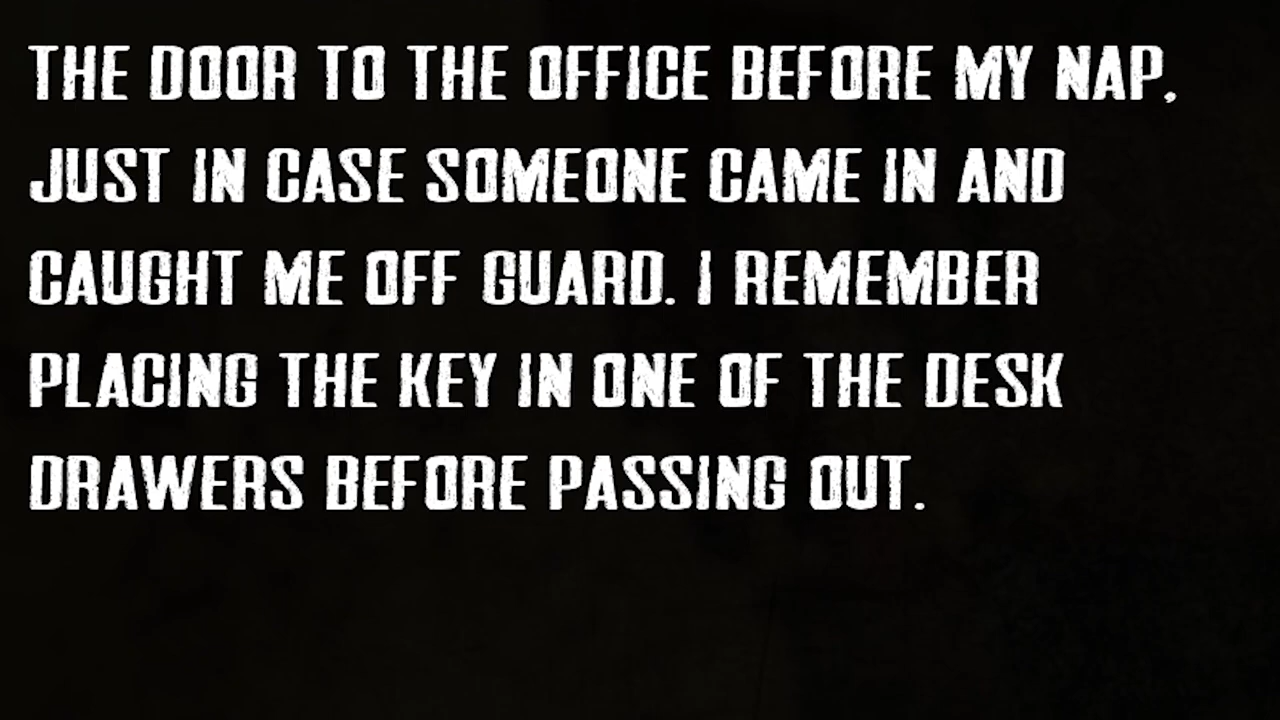 THE DOOR TO THE OFFICE BEFORE MY NAP,
JUST IN CASE SOMEONE CAME IN AND
CAUGHT ME OFF GUARD. I REMEMBER
PLACING THE KEY IN ONE OF THE DESK
DRAWERS BEFORE PASSING OUT.